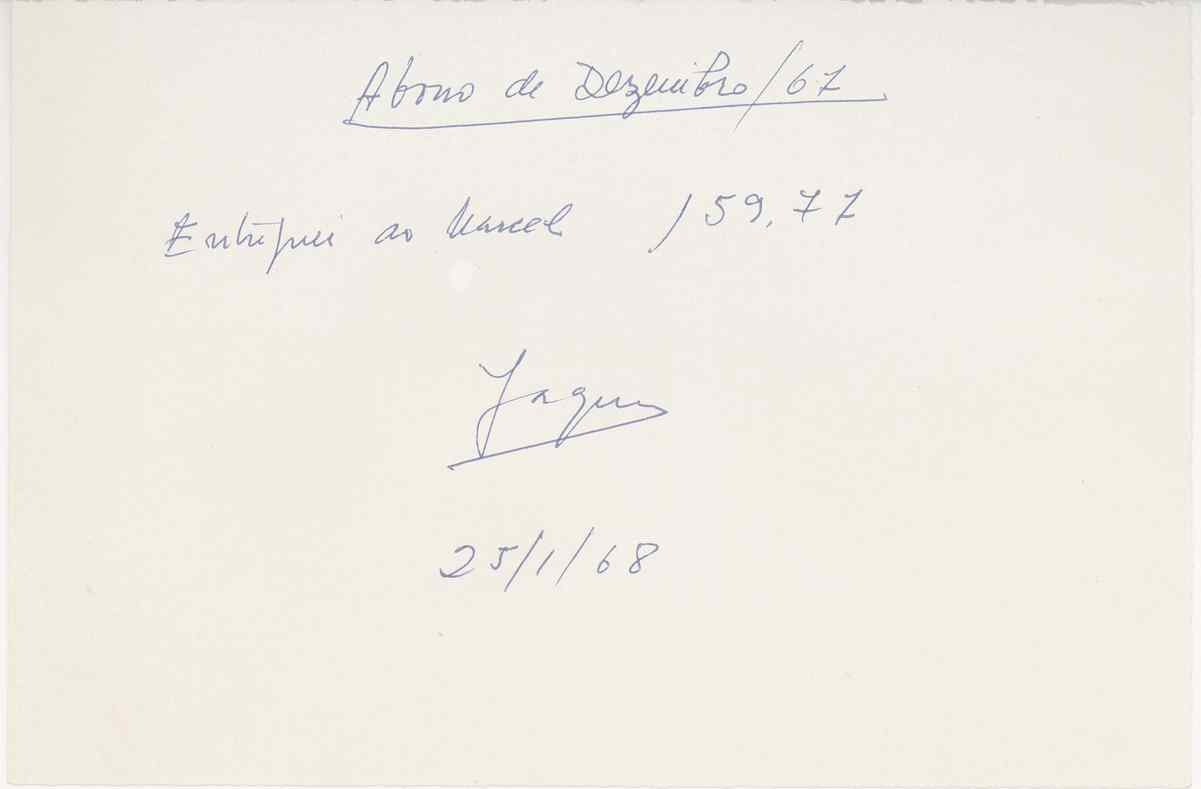 Abono de Dezembro/67
Entreguei ao Marcel 159,77
25/1/68